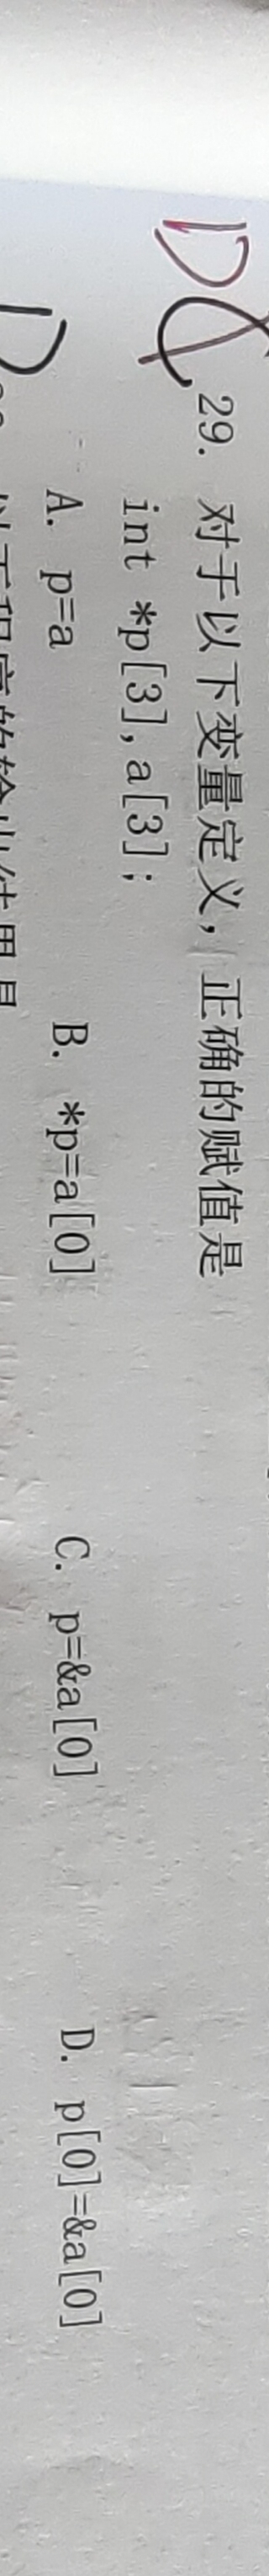 D
29. 对于以下变量定义, 正确的赋值是
int *p[3],a[3];
A. p=a B. *p=a[0] C. p=&a[0] D. p[0]=&a[0]
D